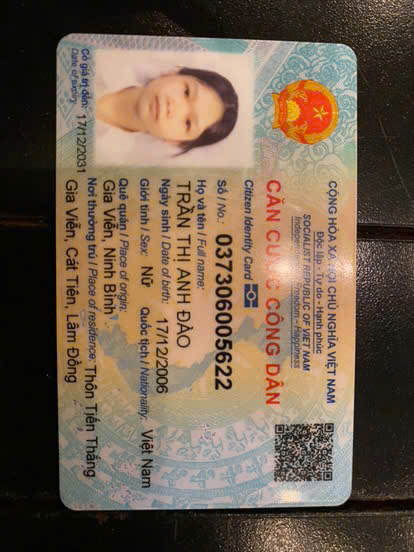 CỘNG HÒA XÃ HỘI CHỦ NGHĨA VIỆT NAM
Độc lập - Tự do - Hạnh phúc
SOCIALIST REPUBLIC OF VIET NAM
Independence - Freedom - Happiness
CĂN CƯỚC CÔNG DÂN
Citizen Identity Card
Số / No.: 037306005622
Họ và tên / Full name:
TRẦN THỊ ANH ĐÀO
Ngày sinh / Date of birth: 17/12/2006
Giới tính / Sex: Nữ Quốc tịch / Nationality: Việt Nam
Quê quán / Place of origin:
Gia Viễn, Ninh Bình
Nơi thường trú / Place of residence: Thôn Tiến Thắng
Gia Viễn, Cát Tiên, Lâm Đồng
Có giá trị đến: 17/12/2031
Date of expiry